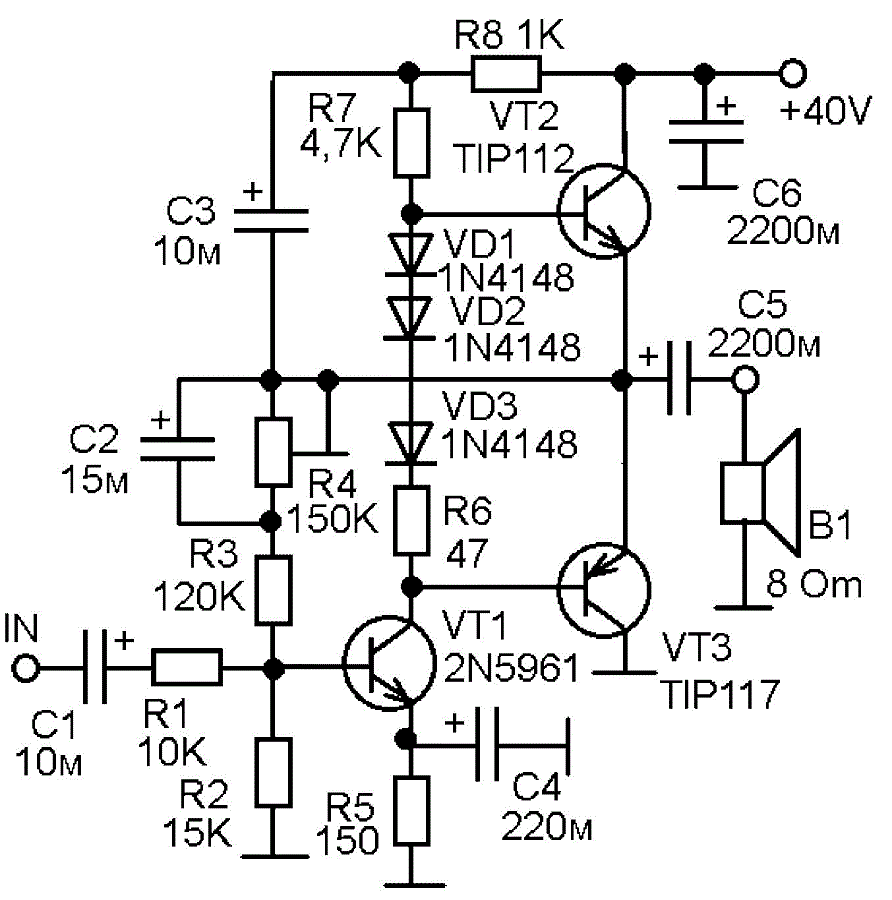 R8 1K
R7
4,7K
VT2
TIP112
+
+40V
C6
2200м
+
C3
10м
VD1
1N4148
VD2
1N4148
C5
2200м
+
+
C2
15м
VD3
1N4148
R4
150K
R6
47
B1
8 Om
R3
120K
IN
+
C1
10м
R1
10K
VT1
2N5961
VT3
TIP117
R2
15K
+
C4
220м
R5
150